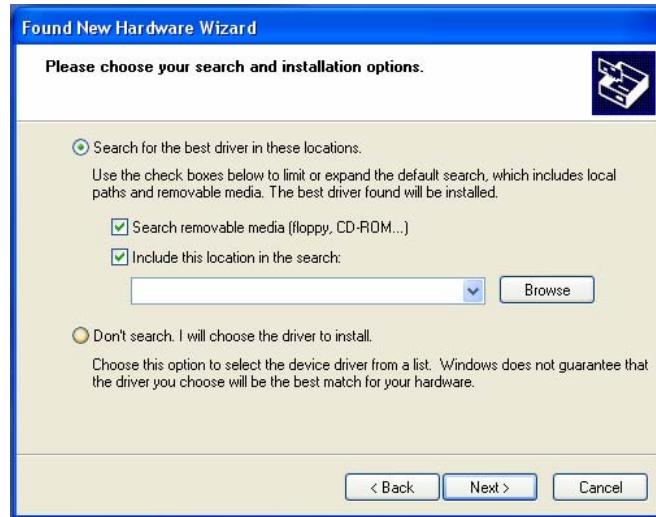 Found New Hardware Wizard
Please choose your search and installation options.
Search for the best driver in these locations.
Use the check boxes below to limit or expand the default search, which includes local
paths and removable media. The best driver found will be installed.
Search removable media (floppy, CD-ROM...)
Include this location in the search:
Browse
Don't search. I will choose the driver to install.
Choose this option to select the device driver from a list. Windows does not guarantee that
the driver you choose will be the best match for your hardware.
< Back Next > Cancel